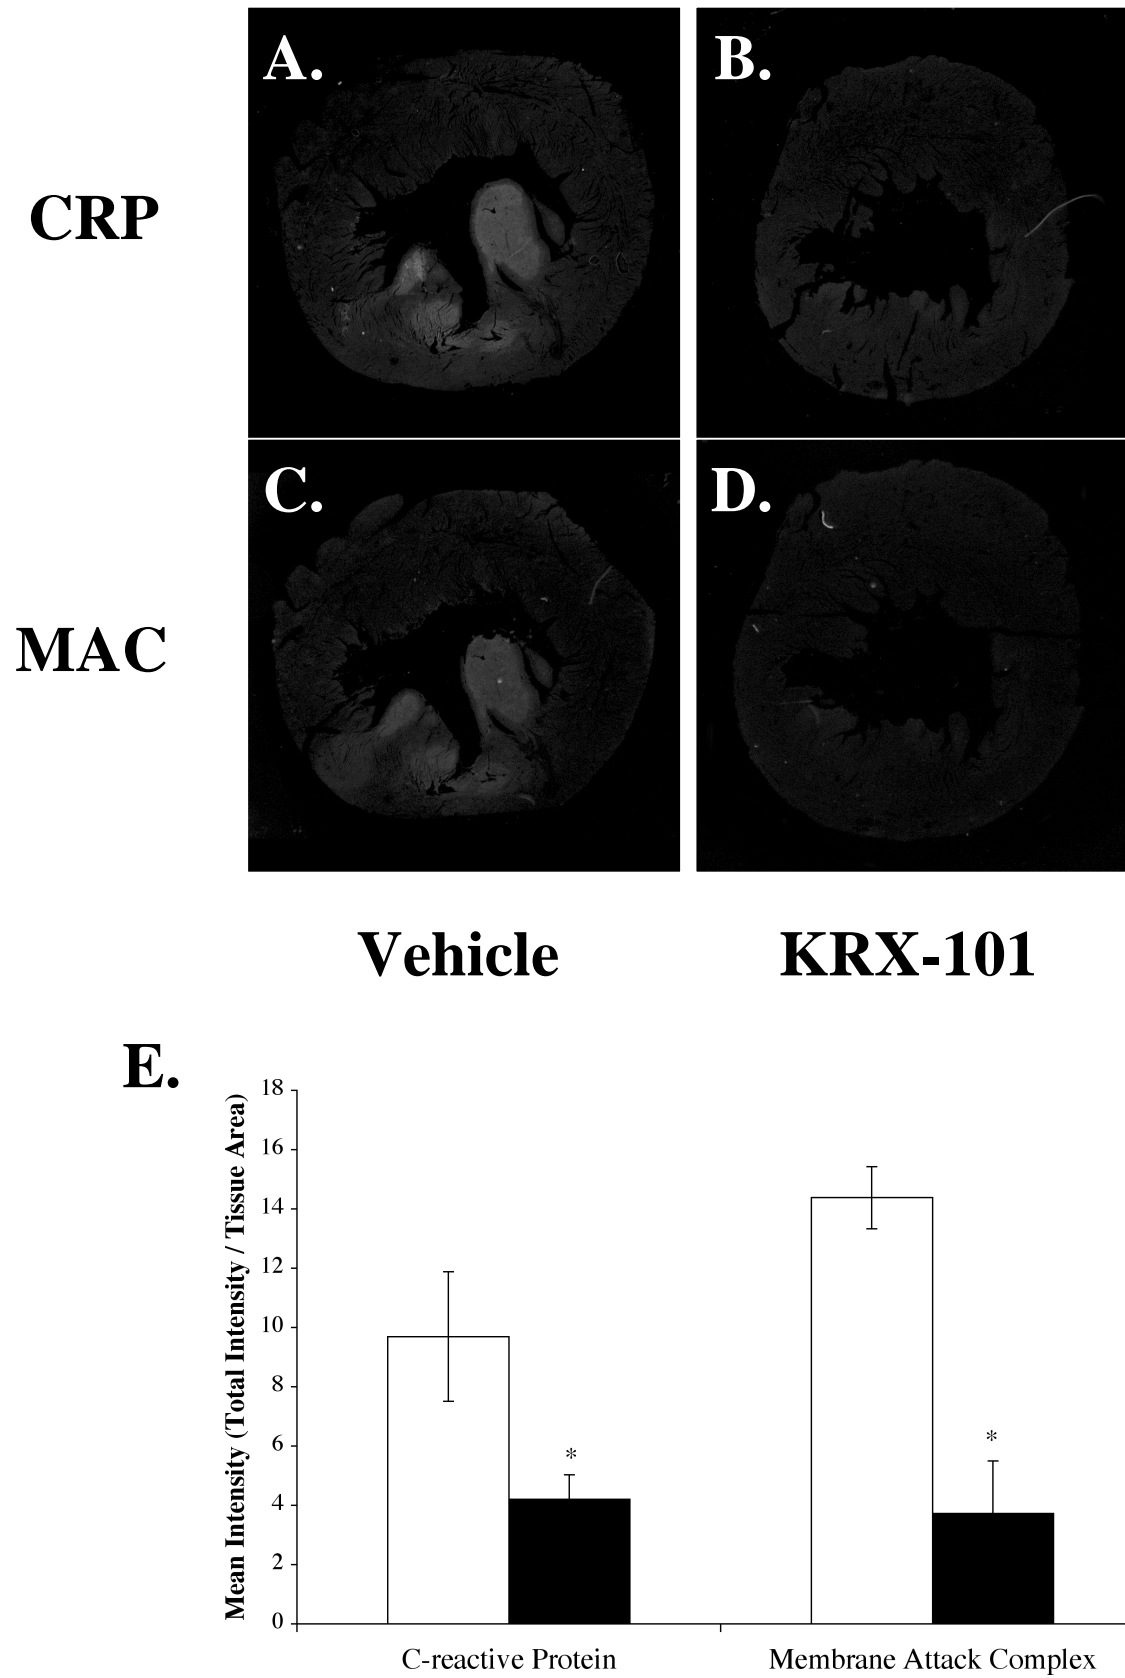 A.
B.
CRP
C.
D.
MAC
Vehicle
KRX-101
E.
Mean Intensity (Total Intensity / Tissue Area)
18
16
14
12
10
8
6
4
2
0
*
*
C-reactive Protein
Membrane Attack Complex